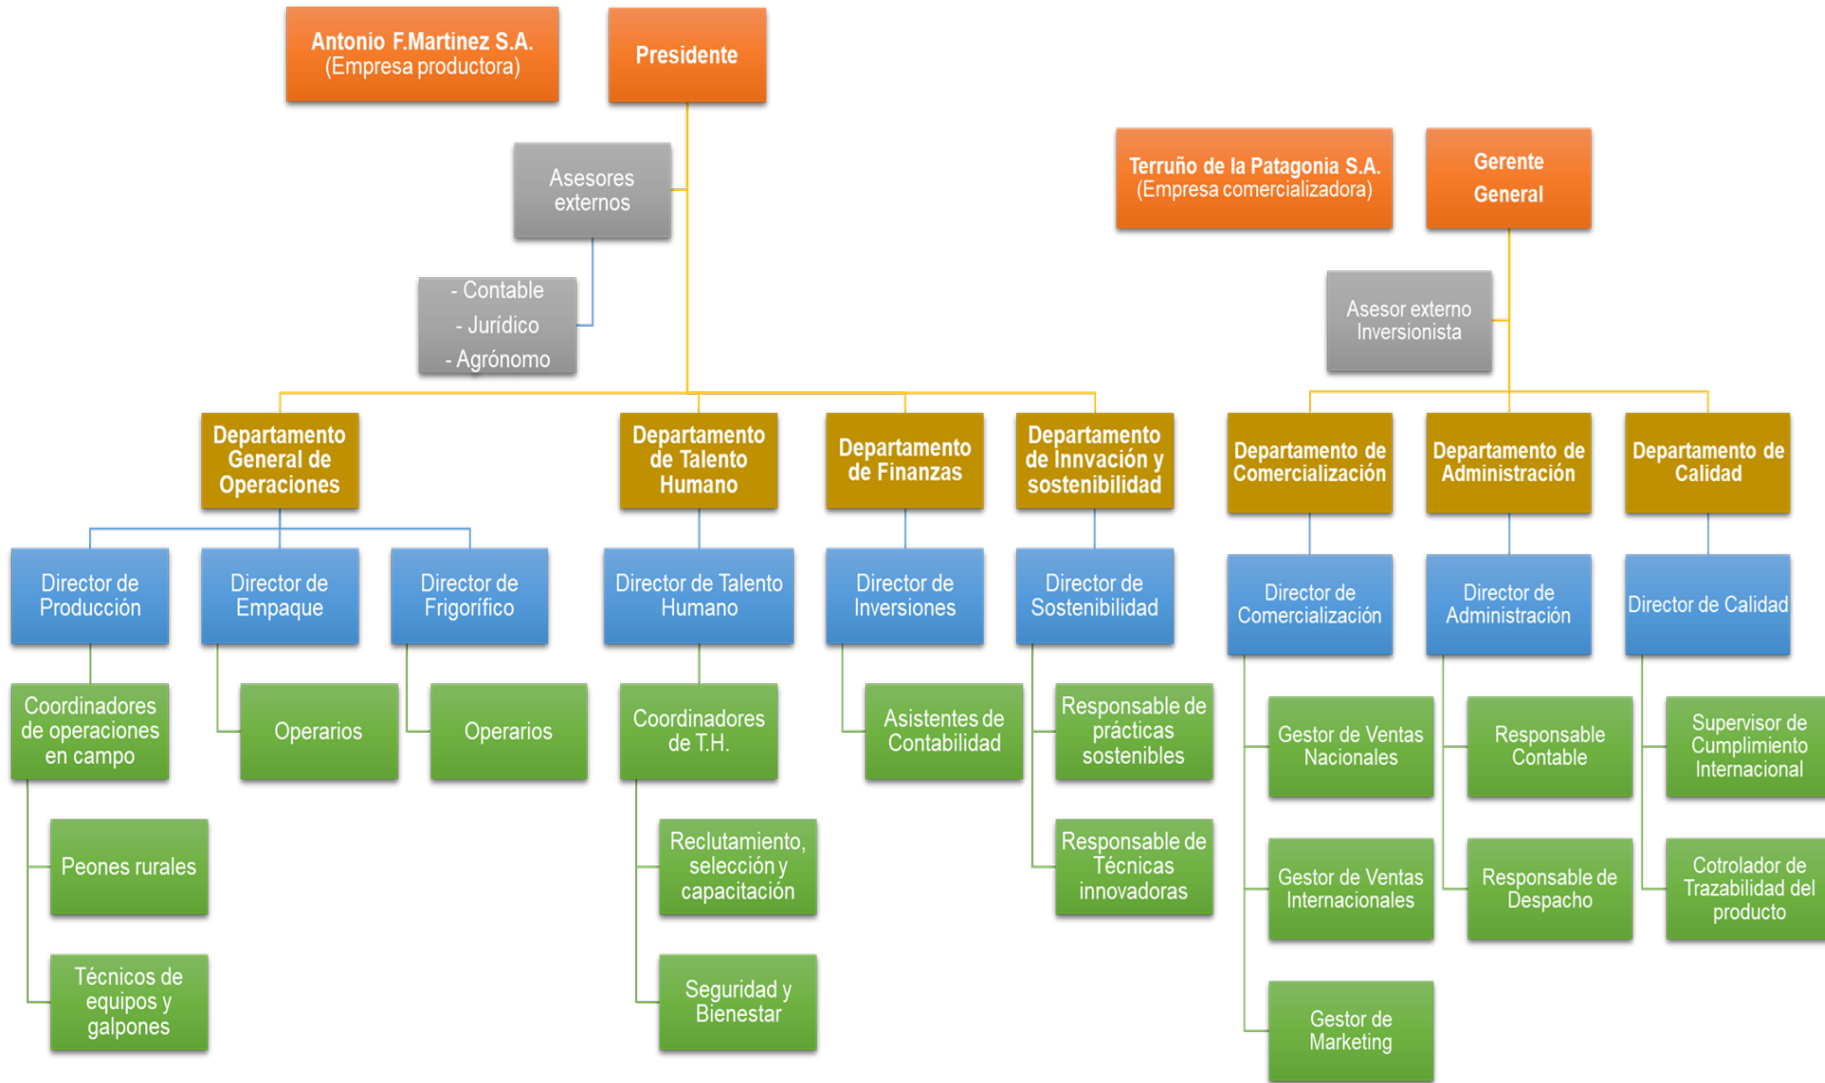 Antonio F.Martinez S.A.
(Empresa productora)
Presidente
Asesores
externos
- Contable
- Jurídico
- Agrónomo
Terruño de la Patagonia S.A.
(Empresa comercializadora)
Gerente
General
Asesor externo
Inversionista
Departamento
General de
Operaciones
Departamento
de Talento
Humano
Departamento
de Finanzas
Departamento
de Innvación y
sostenibilidad
Departamento de
Comercialización
Departamento de
Administración
Departamento de
Calidad
Director de
Producción
Director de
Empaque
Director de
Frigorífico
Director de Talento
Humano
Director de
Inversiones
Director de
Sostenibilidad
Director de
Comercialización
Director de
Administración
Director de Calidad
Coordinadores
de operaciones
en campo
Operarios
Operarios
Coordinadores
de T.H.
Asistentes de
Contabilidad
Responsable de
prácticas
sostenibles
Gestor de Ventas
Nacionales
Responsable
Contable
Supervisor de
Cumplimiento
Internacional
Peones rurales
Reclutamiento,
selección y
capacitación
Responsable de
Técnicas
innovadoras
Gestor de Ventas
Internacionales
Responsable de
Despacho
Cotrolador de
Trazabilidad del
producto
Técnicos de
equipos y
galpones
Seguridad y
Bienestar
Gestor de
Marketing